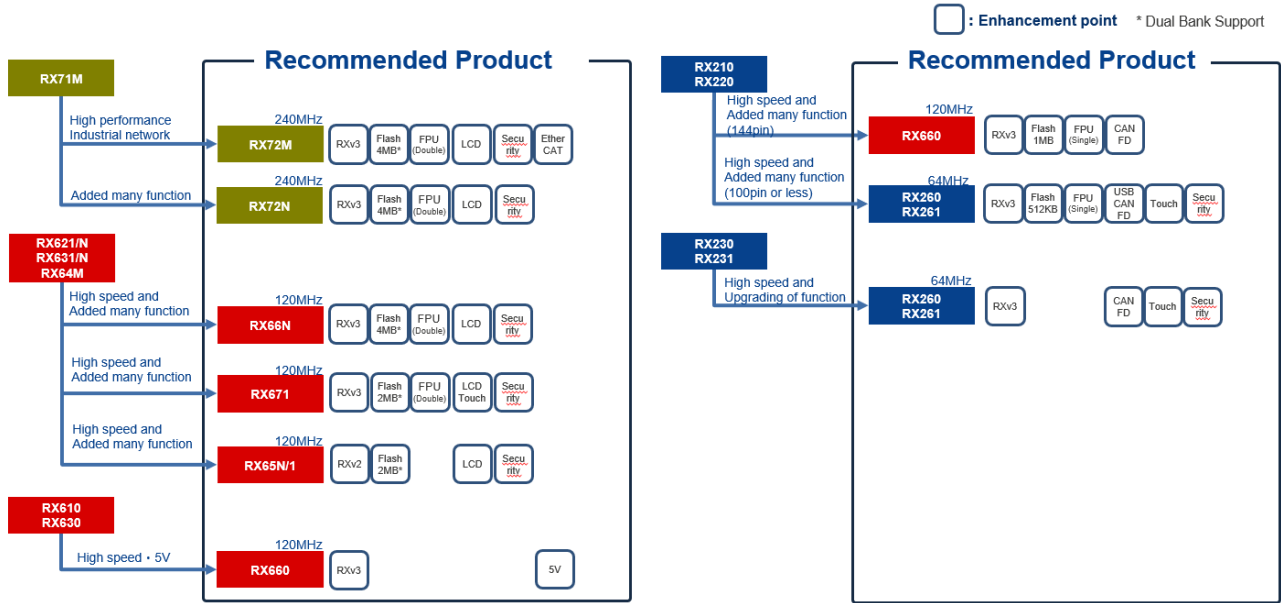 : Enhancement point
* Dual Bank Support
Recommended Product
RX71M
High performance
Industrial network
240MHz
RX72M
RXv3
Flash
4MB*
FPU
(Double)
LCD
Secu
rity
Ether
CAT
Added many function
240MHz
RX72N
RXv3
Flash
4MB*
FPU
(Double)
LCD
Secu
rity
RX621/N
RX631/N
RX64M
High speed and
Added many function
120MHz
RX66N
RXv3
Flash
4MB*
FPU
(Double)
LCD
Secu
rity
High speed and
Added many function
120MHz
RX671
RXv3
Flash
2MB*
FPU
(Double)
LCD
Touch
Secu
rity
High speed and
Added many function
120MHz
RX65N/1
RXv2
Flash
2MB*
LCD
Secu
rity
RX610
RX630
High speed・5V
120MHz
RX660
RXv3
5V
Recommended Product
RX210
RX220
High speed and
Added many function
(144pin)
120MHz
RX660
RXv3
Flash
1MB
FPU
(Single)
CAN
FD
High speed and
Added many function
(100pin or less)
64MHz
RX260
RX261
RXv3
Flash
512KB
FPU
(Single)
USB
CAN
FD
Touch
Secu
rity
RX230
RX231
High speed and
Upgrading of function
64MHz
RX260
RX261
RXv3
CAN
FD
Touch
Secu
rity